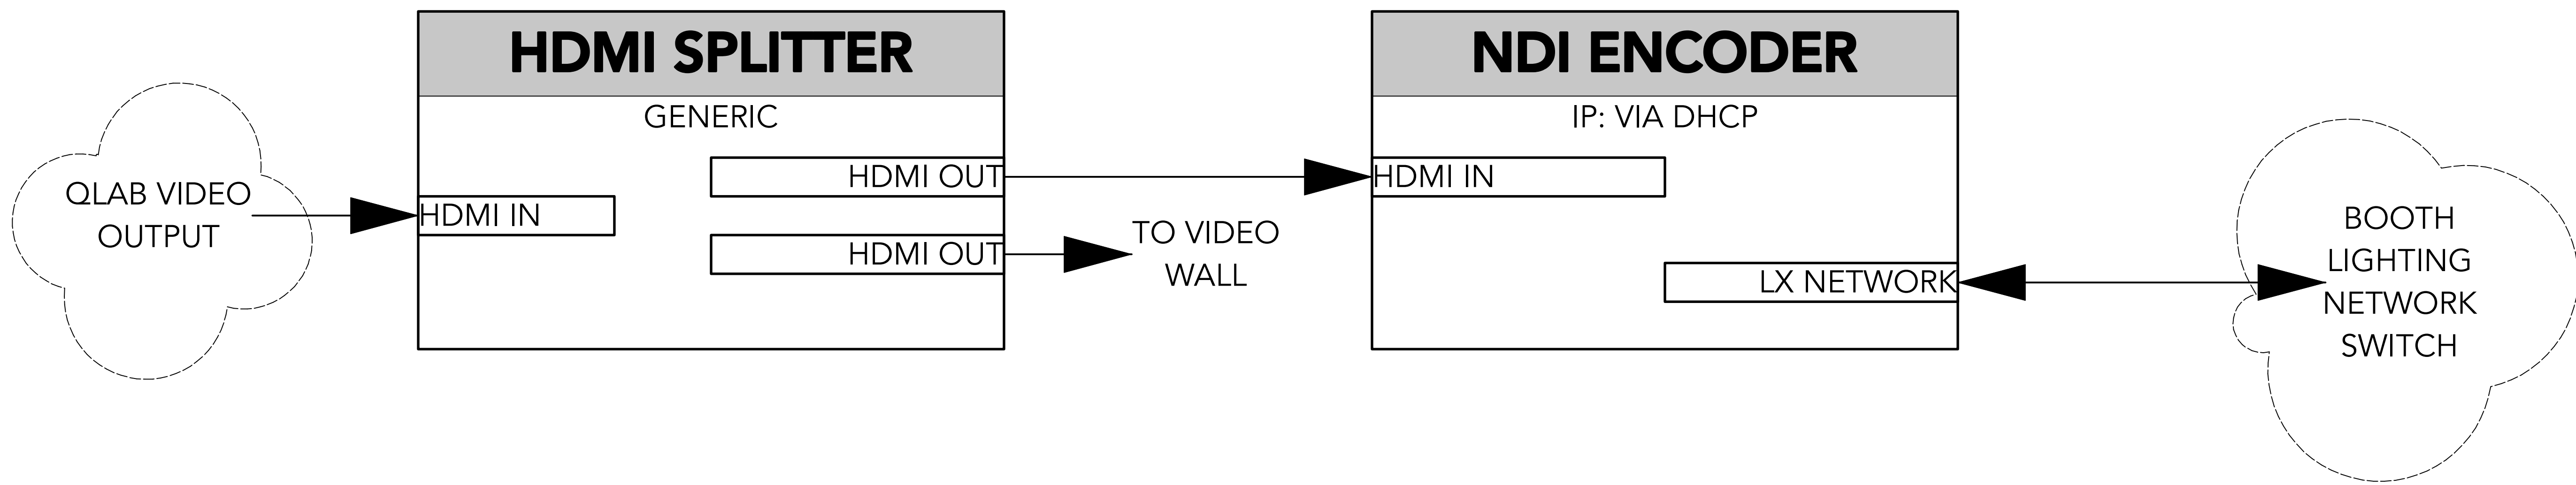 HDMI SPLITTER
GENERIC
QLAB VIDEO
OUTPUT
HDMI IN
HDMI OUT
HDMI OUT
TO VIDEO
WALL
NDI ENCODER
IP: VIA DHCP
HDMI IN
LX NETWORK
BOOTH
LIGHTING
NETWORK
SWITCH